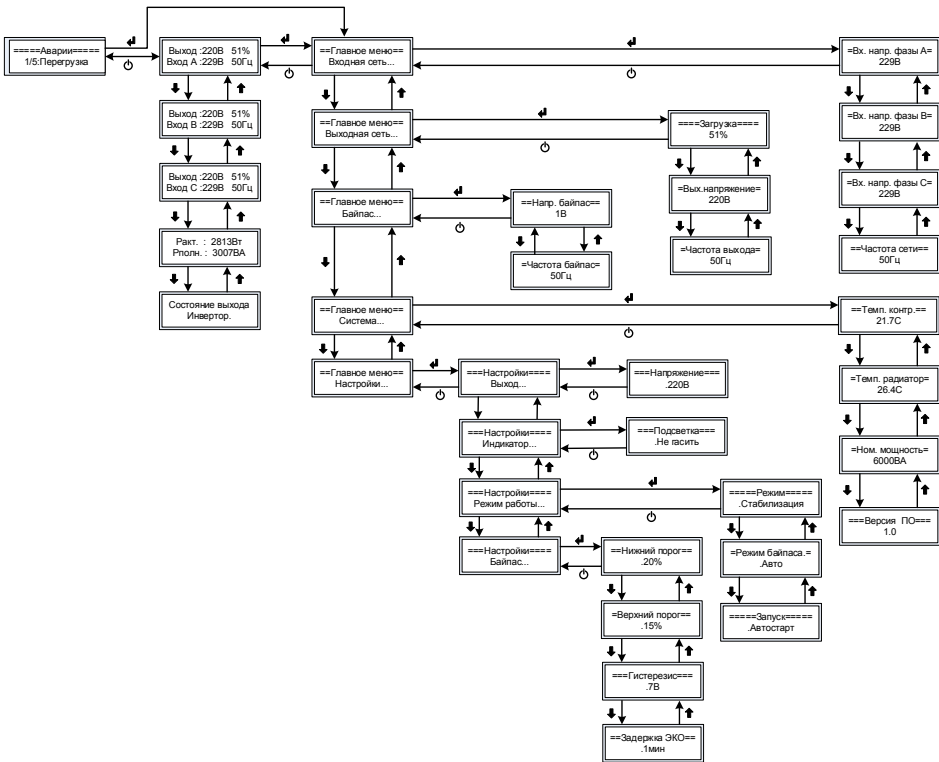 =====Аварии=====
1/5:Перегрузка
Выход :220В 51%
Вход А :229В 50Гц
Выход :220В 51%
Вход В :229В 50Гц
Выход :220В 51%
Вход С :229В 50Гц
Ракт. : 2813Вт
Рполн. : 3007ВА
Состояние выхода
Инвертор.
==Главное меню==
Входная сеть...
==Главное меню==
Выходная сеть...
==Главное меню==
Байпас...
==Главное меню==
Система...
==Главное меню==
Настройки...
=Вх. напр. фазы А=
229В
=Вх. напр. фазы В=
229В
=Вх. напр. фазы С=
229В
==Частота сети==
50Гц
====Загрузка====
51%
=Вых.напряжение=
220В
=Частота выхода=
50Гц
==Напр. байпас==
1В
=Частота байпас=
50Гц
==Темп. контр.==
21.7С
=Темп. радиатор=
26.4С
=Ном. мощность=
6000ВА
===Версия ПО===
1.0
===Настройки====
Выход...
===Напряжение===
.220В
===Настройки====
Индикатор...
===Подсветка===
.Не гасить
===Настройки====
Режим работы...
=====Режим=====
.Стабилизация
=Режим байпаса.=
.Авто
=====Запуск=====
.Автостарт
===Настройки====
Байпас...
==Нижний порог==
.20%
=Верхний порог=
.15%
===Гистерезис===
.7В
==Задержка ЭКО==
.1мин